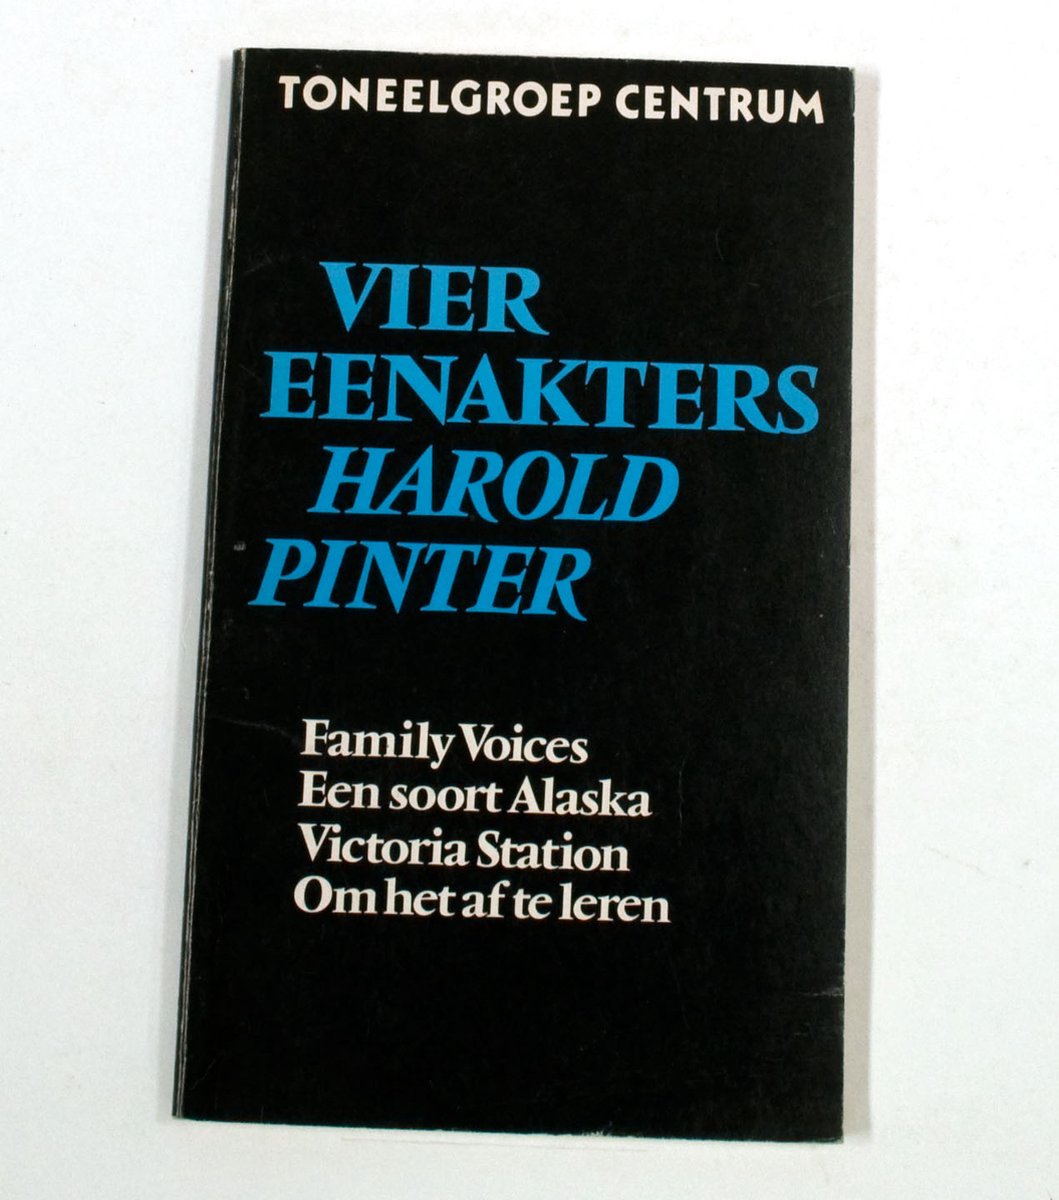 TONEELGROEP CENTRUM
VIER
EENAKTERS
HAROLD
PINTER
Family Voices
Een soort Alaska
Victoria Station
Om het af te leren